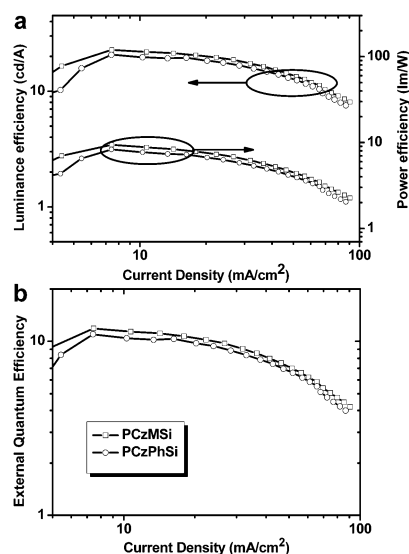 a
Luminance efficiency (cd/A)
10
1
100
10
1
Power efficiency (lm/W)
10
100
Current Density (mA/cm²)
b
External Quantum Efficiency
10
1
PCzMSi
PCzPhSi
10
100
Current Density (mA/cm²)